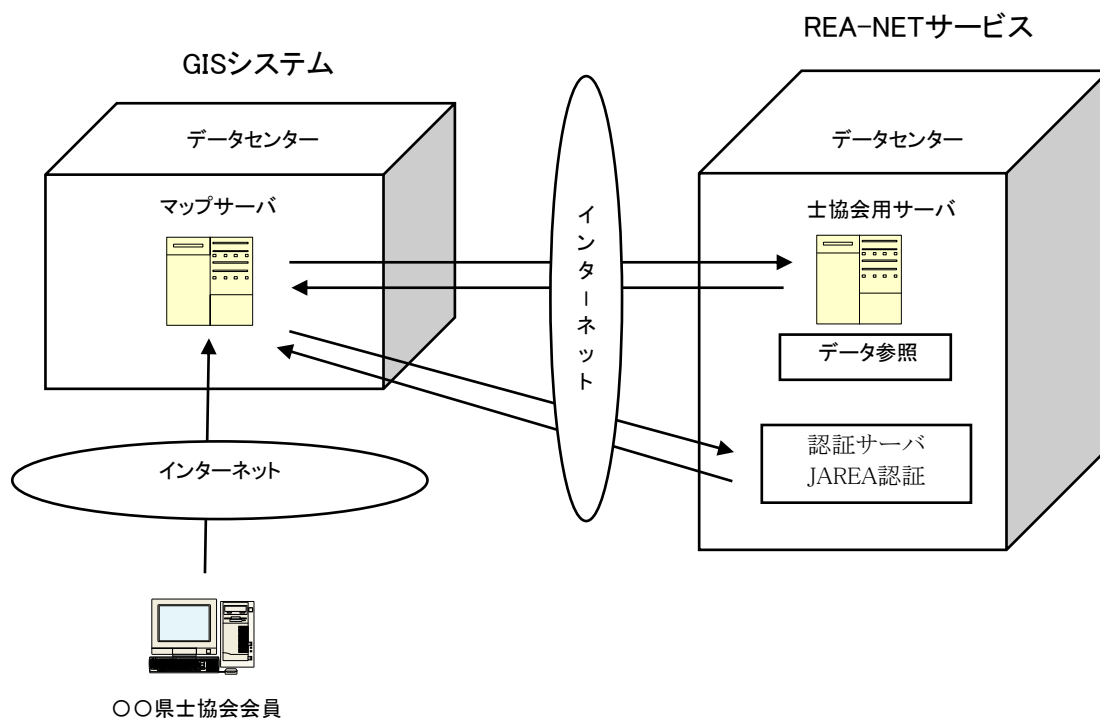 REA-NETサービス
GISシステム
データセンター
マップサーバ
インターネット
データセンター
士協会用サーバ
データ参照
認証サーバ
JAREA認証
インターネット
〇〇県士協会会員